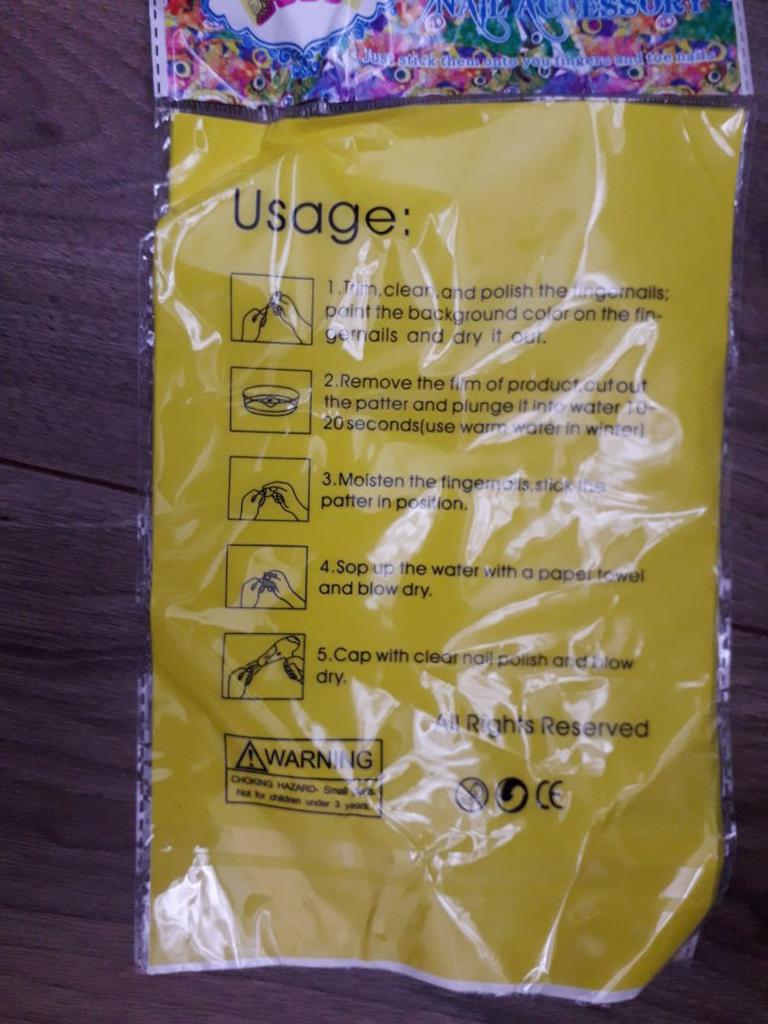 NAIL ACCESSORY
Just stick them onto you fingers and toe nails
Usage:
1.Trim,clean,and polish the fingernails;
paint the background color on the fin-
gernails and dry it out.
2.Remove the film of product,cut out
the patter and plunge it into water 10-
20 seconds(use warm water in winter)
3.Moisten the fingernails,stick the
patter in position.
4.Sop up the water with a paper towel
and blow dry.
5.Cap with clear nail polish and blow
dry.
All Rights Reserved
WARNING
CHOKING HAZARD- Small parts.
Not for children under 3 years.
CE